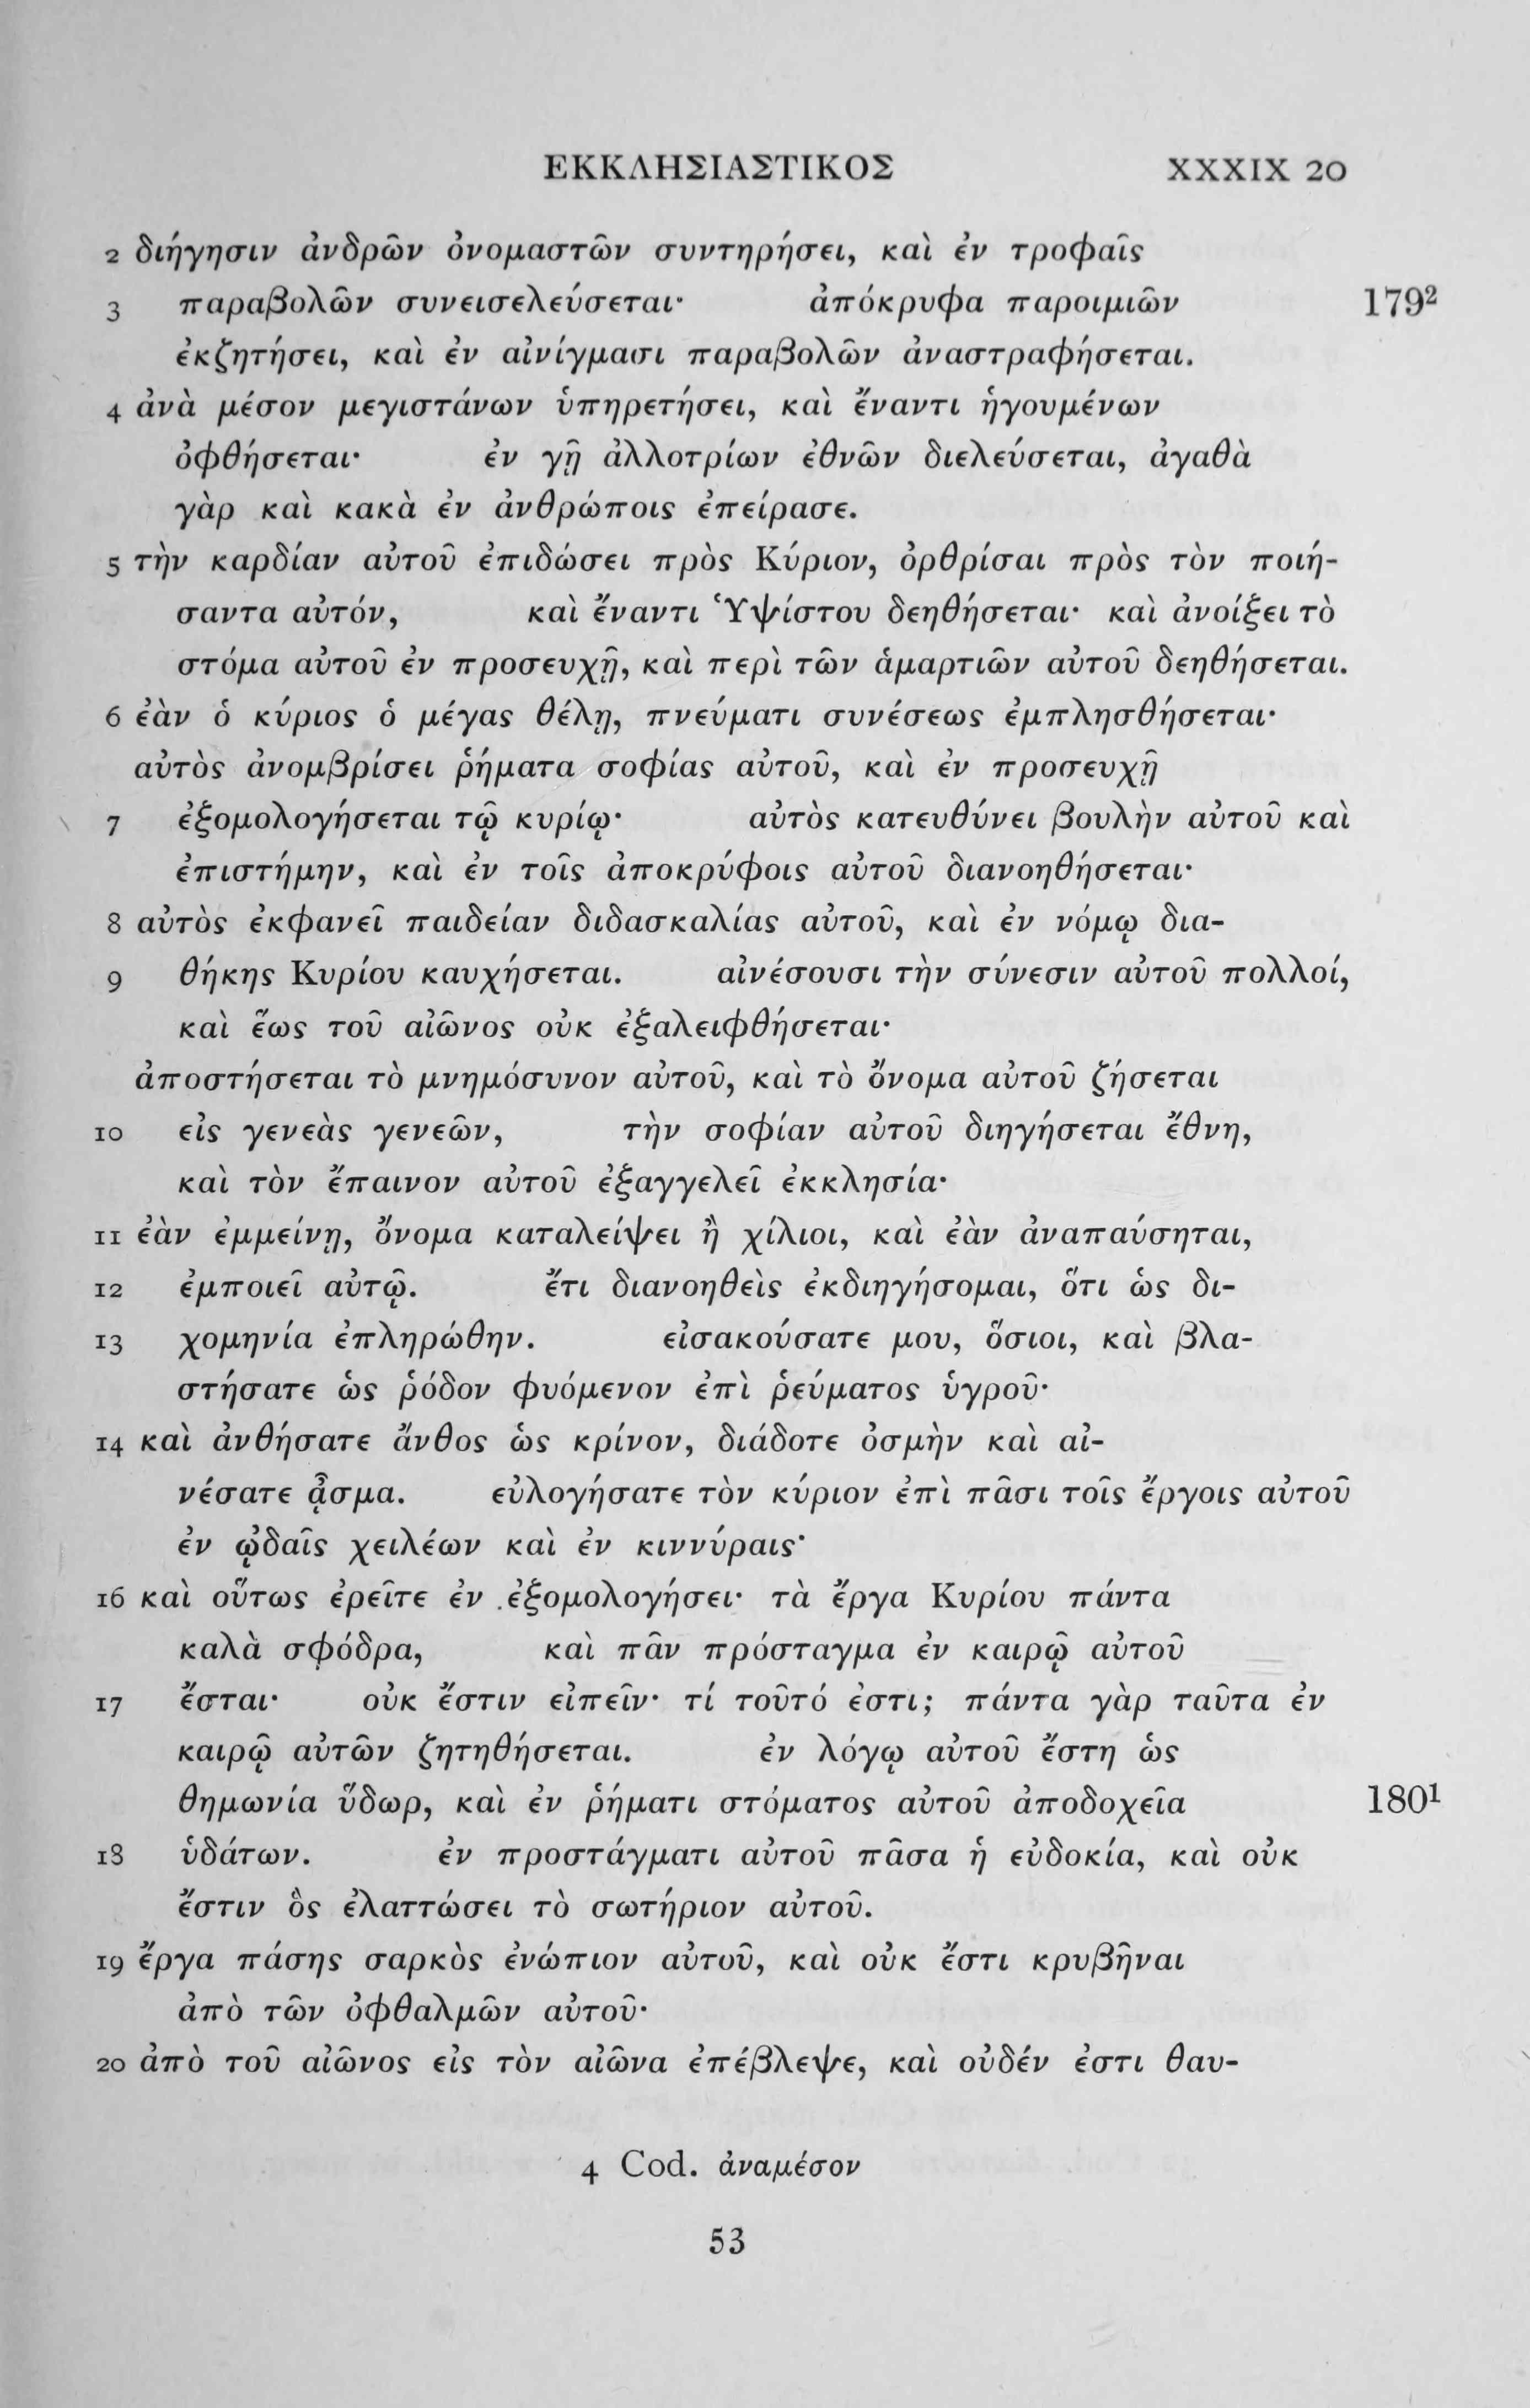 ΕΚΚΛΗΣΙΑΣΤΙΚΟΣ XXXIX 20
2 διήγησιν ἀνδρῶν ὀνομαστῶν συντηρήσει, καὶ ἐν τροφαῖς
3 παραβολῶν συνεισελεύσεται· ἀπόκρυφα παροιμιῶν 179²
ἐκζητήσει, καὶ ἐν αἰνίγμασι παραβολῶν ἀναστραφήσεται.
4 ἀνὰ μέσον μεγιστάνων ὑπηρετήσει, καὶ ἔναντι ἡγουμένων
ὀφθήσεται· ἐν γῇ ἀλλοτρίων ἐθνῶν διελεύσεται, ἀγαθὰ
γὰρ καὶ κακὰ ἐν ἀνθρώποις ἐπείρασε.
5 τὴν καρδίαν αὐτοῦ ἐπιδώσει πρὸς Κύριον, ὀρθρίσαι πρὸς τὸν ποιή-
σαντα αὐτόν, καὶ ἔναντι Ὑψίστου δεηθήσεται· καὶ ἀνοίξει τὸ
στόμα αὐτοῦ ἐν προσευχῇ, καὶ περὶ τῶν ἁμαρτιῶν αὐτοῦ δεηθήσεται.
6 ἐὰν ὁ κύριος ὁ μέγας θέλῃ, πνεύματι συνέσεως ἐμπλησθήσεται·
αὐτὸς ἀνομβρίσει ῥήματα σοφίας αὐτοῦ, καὶ ἐν προσευχῇ
7 ἐξομολογήσεται τῷ κυρίῳ· αὐτὸς κατευθύνει βουλὴν αὐτοῦ καὶ
ἐπιστήμην, καὶ ἐν τοῖς ἀποκρύφοις αὐτοῦ διανοηθήσεται·
8 αὐτὸς ἐκφανεῖ παιδείαν διδασκαλίας αὐτοῦ, καὶ ἐν νόμῳ δια-
9 θήκης Κυρίου καυχήσεται. αἰνέσουσι τὴν σύνεσιν αὐτοῦ πολλοί,
καὶ ἕως τοῦ αἰῶνος οὐκ ἐξαλειφθήσεται·
ἀποστήσεται τὸ μνημόσυνον αὐτοῦ, καὶ τὸ ὄνομα αὐτοῦ ζήσεται
10 εἰς γενεὰς γενεῶν, τὴν σοφίαν αὐτοῦ διηγήσεται ἔθνη,
καὶ τὸν ἔπαινον αὐτοῦ ἐξαγγελεῖ ἐκκλησία·
11 ἐὰν ἐμμείνῃ, ὄνομα καταλείψει ἢ χίλιοι, καὶ ἐὰν ἀναπαύσηται,
12 ἐμποιεῖ αὐτῷ. ἔτι διανοηθεὶς ἐκδιηγήσομαι, ὅτι ὡς δι-
13 χομηνία ἐπληρώθην. εἰσακούσατε μου, ὅσιοι, καὶ βλα-
στήσατε ὡς ῥόδον φυόμενον ἐπὶ ῥεύματος ὑγροῦ·
14 καὶ ἀνθήσατε ἄνθος ὡς κρίνον, διάδοτε ὀσμὴν καὶ αἰ-
νέσατε ᾆσμα. εὐλογήσατε τὸν κύριον ἐπὶ πᾶσι τοῖς ἔργοις αὐτοῦ
ἐν ᾠδαῖς χειλέων καὶ ἐν κιννύραις·
16 καὶ οὕτως ἐρεῖτε ἐν ἐξομολογήσει· τὰ ἔργα Κυρίου πάντα
καλὰ σφόδρα, καὶ πᾶν πρόσταγμα ἐν καιρῷ αὐτοῦ
17 ἔσται· οὐκ ἔστιν εἰπεῖν· τί τοῦτό ἐστι; πάντα γὰρ ταῦτα ἐν
καιρῷ αὐτῶν ζητηθήσεται. ἐν λόγῳ αὐτοῦ ἔστη ὡς
θημωνία ὕδωρ, καὶ ἐν ῥήματι στόματος αὐτοῦ ἀποδοχεῖα 180¹
18 ὑδάτων. ἐν προστάγματι αὐτοῦ πᾶσα ἡ εὐδοκία, καὶ οὐκ
ἔστιν ὃς ἐλαττώσει τὸ σωτήριον αὐτοῦ.
19 ἔργα πάσης σαρκὸς ἐνώπιον αὐτοῦ, καὶ οὐκ ἔστι κρυβῆναι
ἀπὸ τῶν ὀφθαλμῶν αὐτοῦ·
20 ἀπὸ τοῦ αἰῶνος εἰς τὸν αἰῶνα ἐπέβλεψε, καὶ οὐδέν ἐστι θαυ-
4 Cod. ἀναμέσον
53